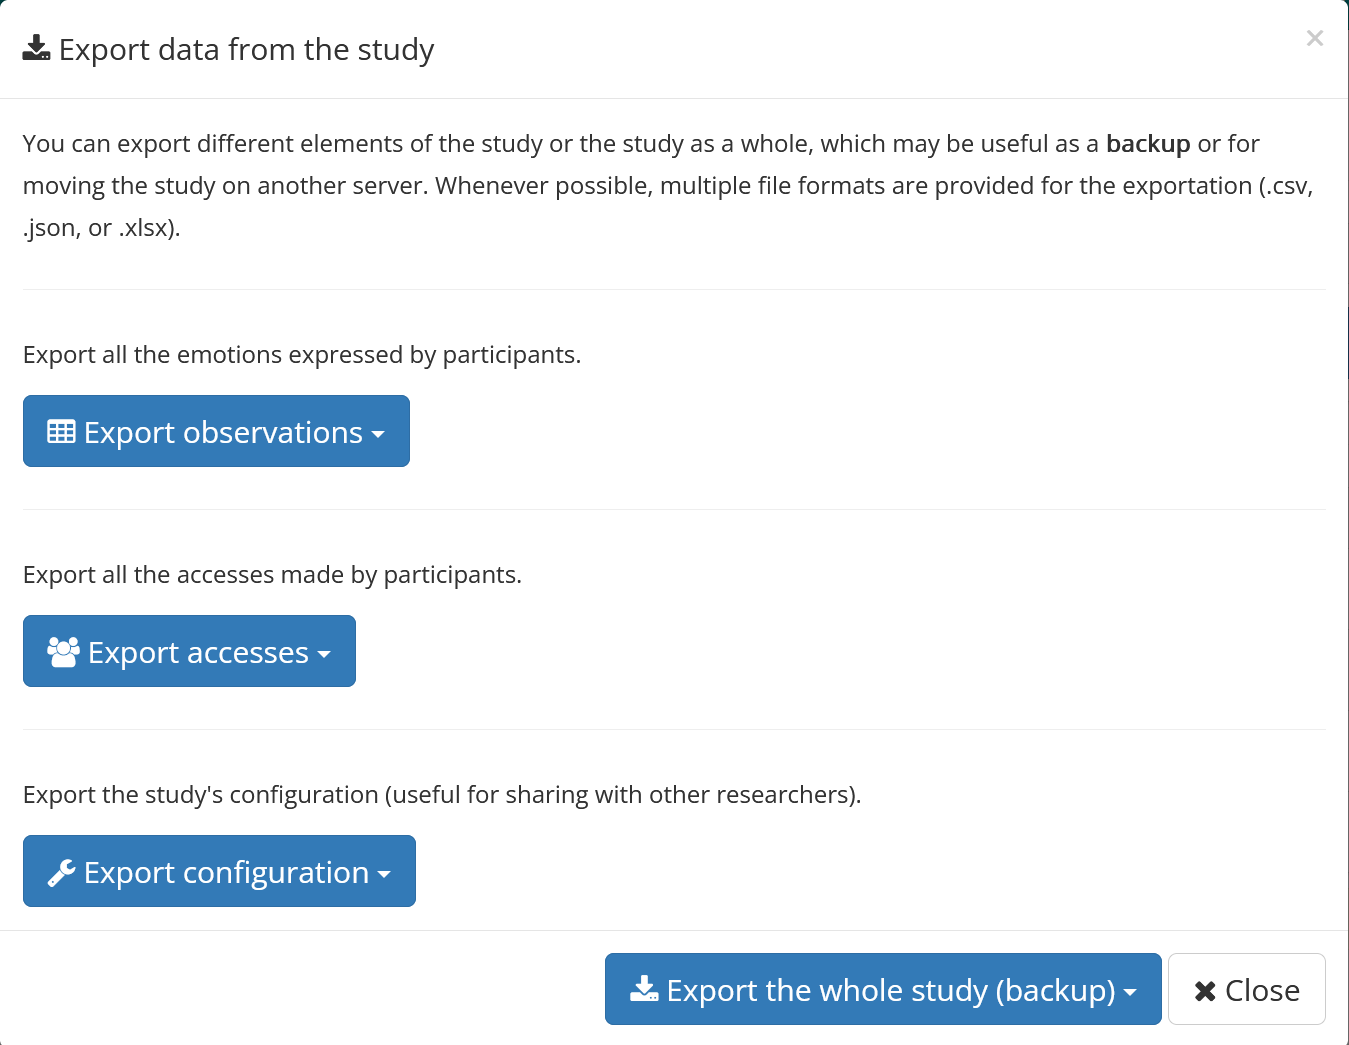 Export data from the study
×
You can export different elements of the study or the study as a whole, which may be useful as a backup or for
moving the study on another server. Whenever possible, multiple file formats are provided for the exportation (.csv,
.json, or .xlsx).
Export all the emotions expressed by participants.
Export observations
Export all the accesses made by participants.
Export accesses
Export the study's configuration (useful for sharing with other researchers).
Export configuration
Export the whole study (backup)
Close